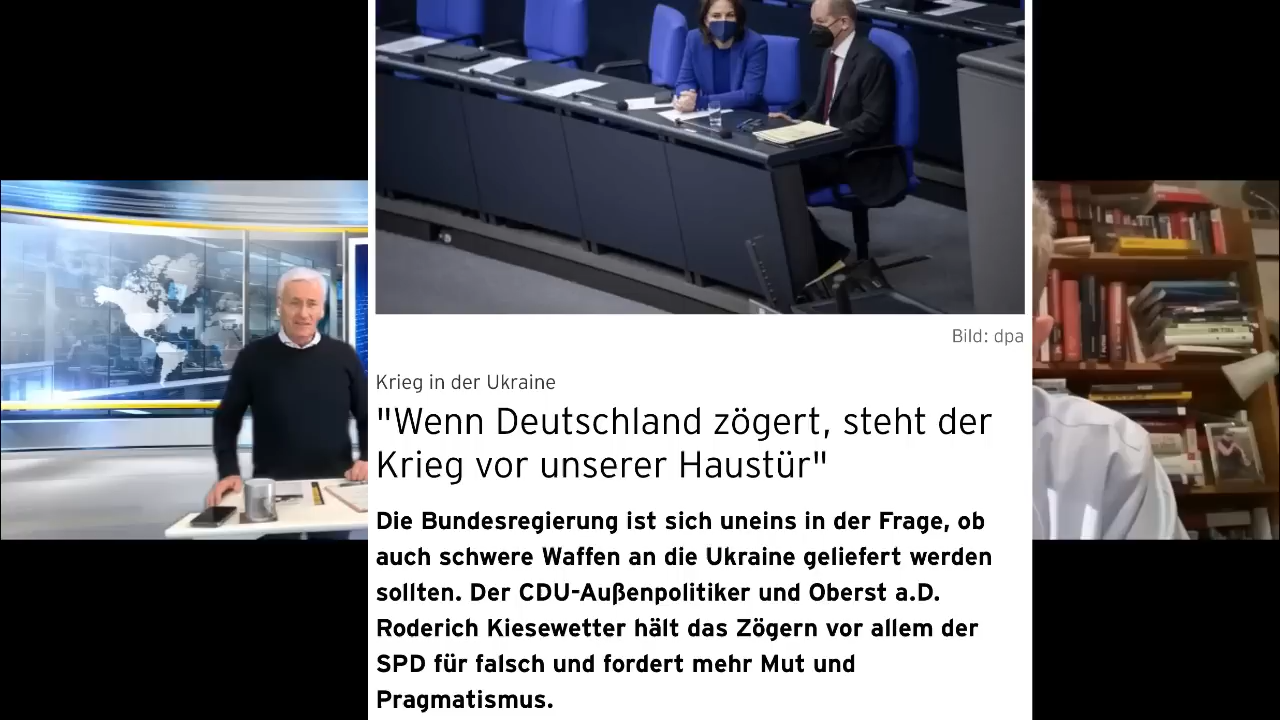 Bild: dpa
Krieg in der Ukraine
"Wenn Deutschland zögert, steht der
Krieg vor unserer Haustür"
Die Bundesregierung ist sich uneins in der Frage, ob
auch schwere Waffen an die Ukraine geliefert werden
sollten. Der CDU-Außenpolitiker und Oberst a.D.
Roderich Kiesewetter hält das Zögern vor allem der
SPD für falsch und fordert mehr Mut und
Pragmatismus.